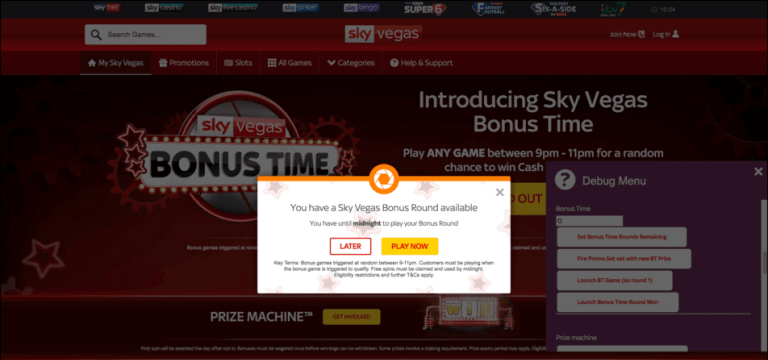 sky bet
sky casino
sky live casino
sky poker
sky bingo
SUPER 6
FANTASY FOOTBALL
SIX-A-SIDE
Search Games...
sky vegas
Join Now
Log In
My Sky Vegas
Promotions
Slots
All Games
Categories
Help & Support
sky vegas
BONUS TIME
Introducing Sky Vegas
Bonus Time
Play ANY GAME between 9pm - 11pm for a random
chance to win Cash
OUT
You have a Sky Vegas Bonus Round available
You have until midnight to play your Bonus Round
LATER
PLAY NOW
Key Terms: Bonus games triggered at random between 9-11pm. Customers must be playing when
the bonus game is triggered to qualify. Free spins must be claimed and used by midnight.
Eligibility restrictions and further T&Cs apply.
Debug Menu
Bonus Time
0
Set Bonus Time Rounds Remaining
Fire Promo Set with new BT Prize
Launch BT Game (as round 1)
Launch Bonus Time Round Won
Prize machine
Bonus games triggered at random between
PRIZE MACHINE™
GET INVOLVED
WIN
First spin will be awarded the day after opt in. Bonuses must be wagered once before winnings can be withdrawn. Some prizes involve a staking requirement. Prize expiry period may apply.